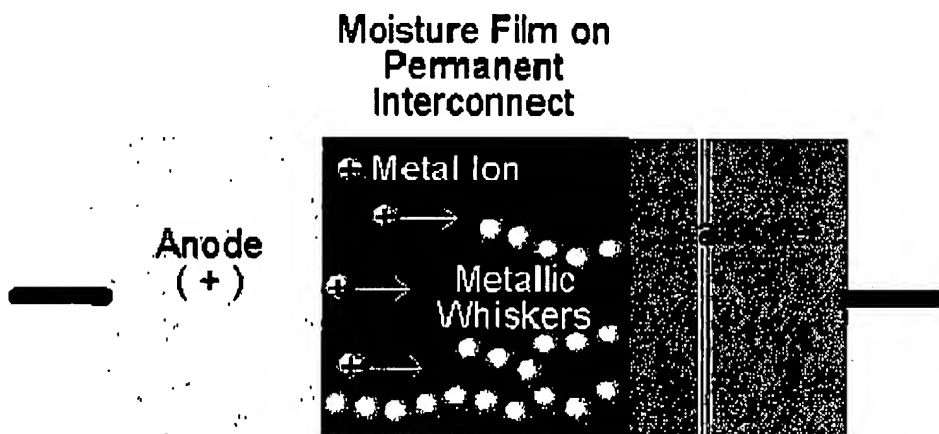 Moisture Film on
Permanent
Interconnect
Metal Ion
Anode
(+)
Metallic
Whiskers